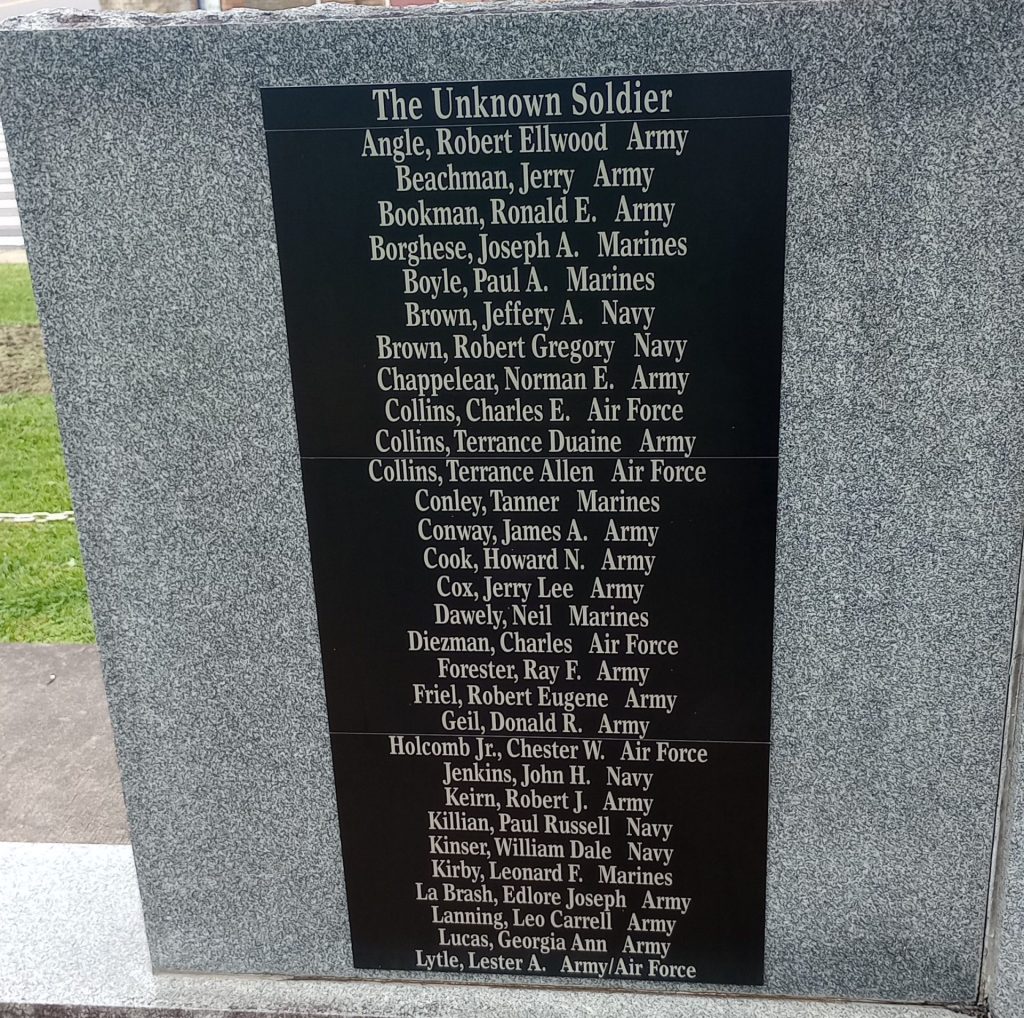 The Unknown Soldier
Angle, Robert Ellwood Army
Beachman, Jerry Army
Bookman, Ronald E. Army
Borghese, Joseph A. Marines
Boyle, Paul A. Marines
Brown, Jeffery A. Navy
Brown, Robert Gregory Navy
Chappelear, Norman E. Army
Collins, Charles E. Air Force
Collins, Terrance Duaine Army
Collins, Terrance Allen Air Force
Conley, Tanner Marines
Conway, James A. Army
Cook, Howard N. Army
Cox, Jerry Lee Army
Dawely, Neil Marines
Diezman, Charles Air Force
Forester, Ray F. Army
Friel, Robert Eugene Army
Geil, Donald R. Army
Holcomb Jr., Chester W. Air Force
Jenkins, John H. Navy
Keirn, Robert J. Army
Killian, Paul Russell Navy
Kinser, William Dale Navy
Kirby, Leonard F. Marines
La Brash, Edlore Joseph Army
Lanning, Leo Carrell Army
Lucas, Georgia Ann Army
Lytle, Lester A. Army/Air Force